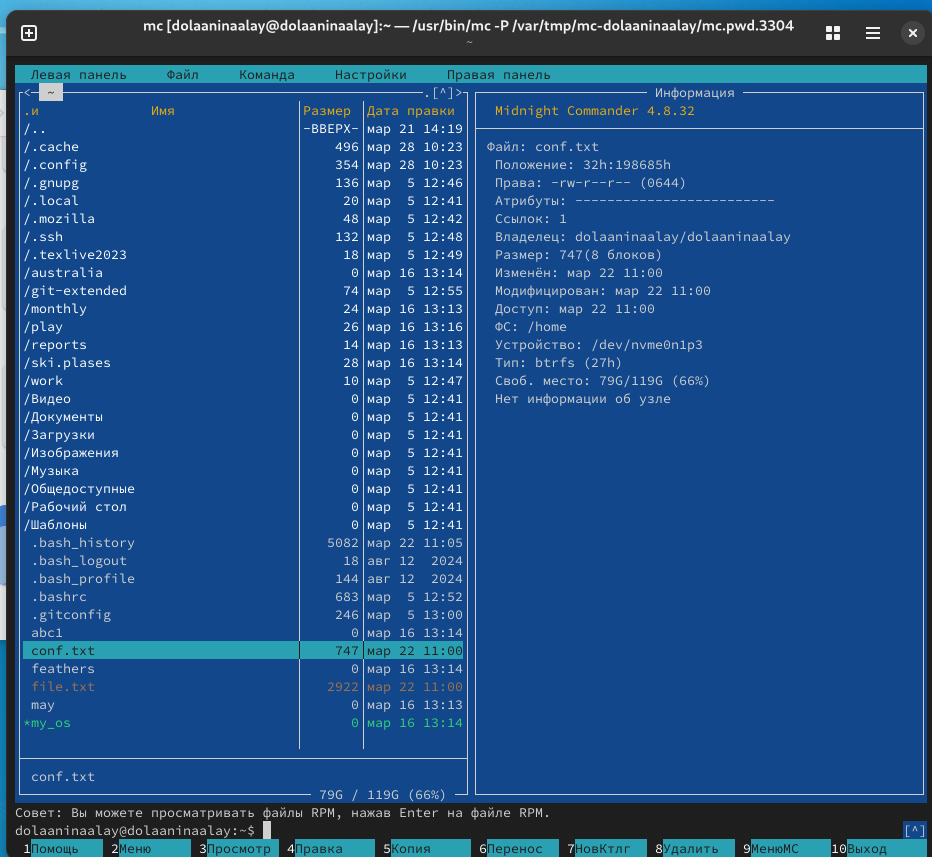 mc [dolaaninaalay@dolaaninaalay]:~ — /usr/bin/mc -P /var/tmp/mc-dolaaninaalay/mc.pwd.3304
~
Левая панель Файл Команда Настройки Правая панель
<─ ~ .[^]>
.и Имя Размер Дата правки
/.. -ВВЕРХ- мар 21 14:19
/.cache 496 мар 28 10:23
/.config 354 мар 28 10:23
/.gnupg 136 мар 5 12:46
/.local 20 мар 5 12:41
/.mozilla 48 мар 5 12:42
/.ssh 132 мар 5 12:48
/.texlive2023 18 мар 5 12:49
/australia 0 мар 16 13:14
/git-extended 74 мар 5 12:55
/monthly 24 мар 16 13:13
/play 26 мар 16 13:16
/reports 14 мар 16 13:13
/ski.plases 28 мар 16 13:14
/work 10 мар 5 12:47
/Видео 0 мар 5 12:41
/Документы 0 мар 5 12:41
/Загрузки 0 мар 5 12:41
/Изображения 0 мар 5 12:41
/Музыка 0 мар 5 12:41
/Общедоступные 0 мар 5 12:41
/Рабочий стол 0 мар 5 12:41
/Шаблоны 0 мар 5 12:41
.bash_history 5082 мар 22 11:05
.bash_logout 18 авг 12 2024
.bash_profile 144 авг 12 2024
.bashrc 683 мар 5 12:52
.gitconfig 246 мар 5 13:00
abc1 0 мар 16 13:14
conf.txt 747 мар 22 11:00
feathers 0 мар 16 13:14
file.txt 2922 мар 22 11:00
may 0 мар 16 13:13
*my_os 0 мар 16 13:14
conf.txt
79G / 119G (66%)
Информация
Midnight Commander 4.8.32
Файл: conf.txt
Положение: 32h:198685h
Права: -rw-r--r-- (0644)
Атрибуты: -------------------------
Ссылок: 1
Владелец: dolaaninaalay/dolaaninaalay
Размер: 747(8 блоков)
Изменён: мар 22 11:00
Модифицирован: мар 22 11:00
Доступ: мар 22 11:00
ФС: /home
Устройство: /dev/nvme0n1p3
Тип: btrfs (27h)
Своб. место: 79G/119G (66%)
Нет информации об узле
Совет: Вы можете просматривать файлы RPM, нажав Enter на файле RPM.
dolaaninaalay@dolaaninaalay:~$ [^]
1Помощь 2Меню 3Просмотр 4Правка 5Копия 6Перенос 7НовКтлг 8Удалить 9МенюMC 10Выход